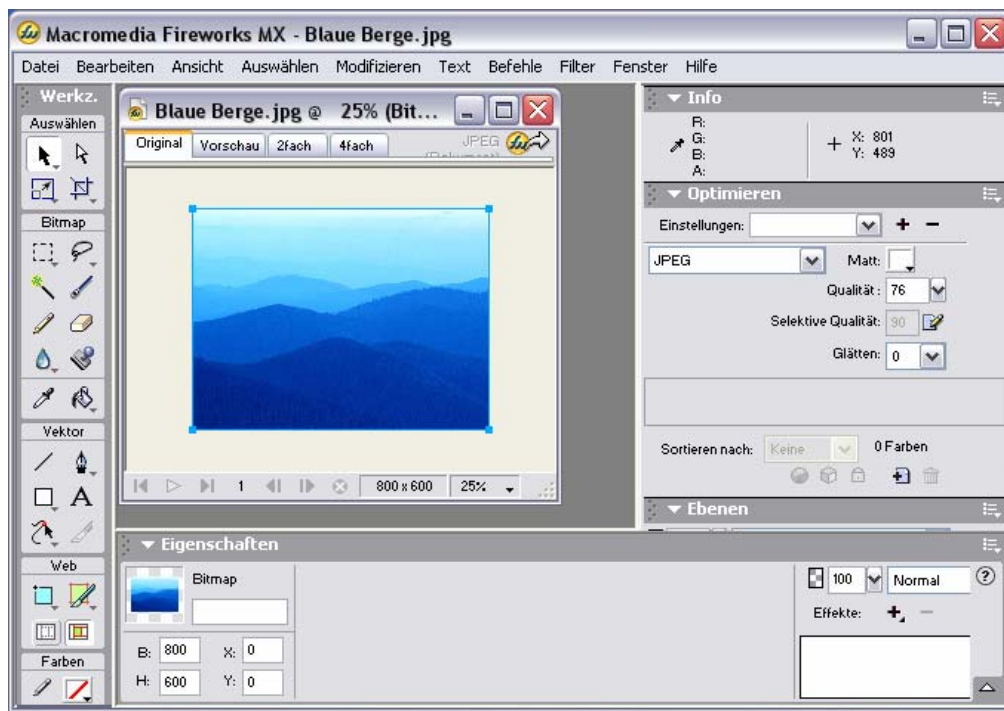 Macromedia Fireworks MX - Blaue Berge.jpg
Datei Bearbeiten Ansicht Auswählen Modifizieren Text Befehle Filter Fenster Hilfe
Werkz.
Auswählen
Bitmap
Vektor
Web
Farben
Blaue Berge.jpg @ 25% (Bit...
Original Vorschau 2fach 4fach JPEG
(Dokument)
1 800 x 600 25%
Info
R:
G:
B:
A:
X: 801
Y: 489
Optimieren
Einstellungen:
JPEG Matt:
Qualität: 76
Selektive Qualität: 90
Glätten: 0
Sortieren nach: Keine 0 Farben
Ebenen
Eigenschaften
Bitmap
B: 800 X: 0
H: 600 Y: 0
100 Normal ?
Effekte: